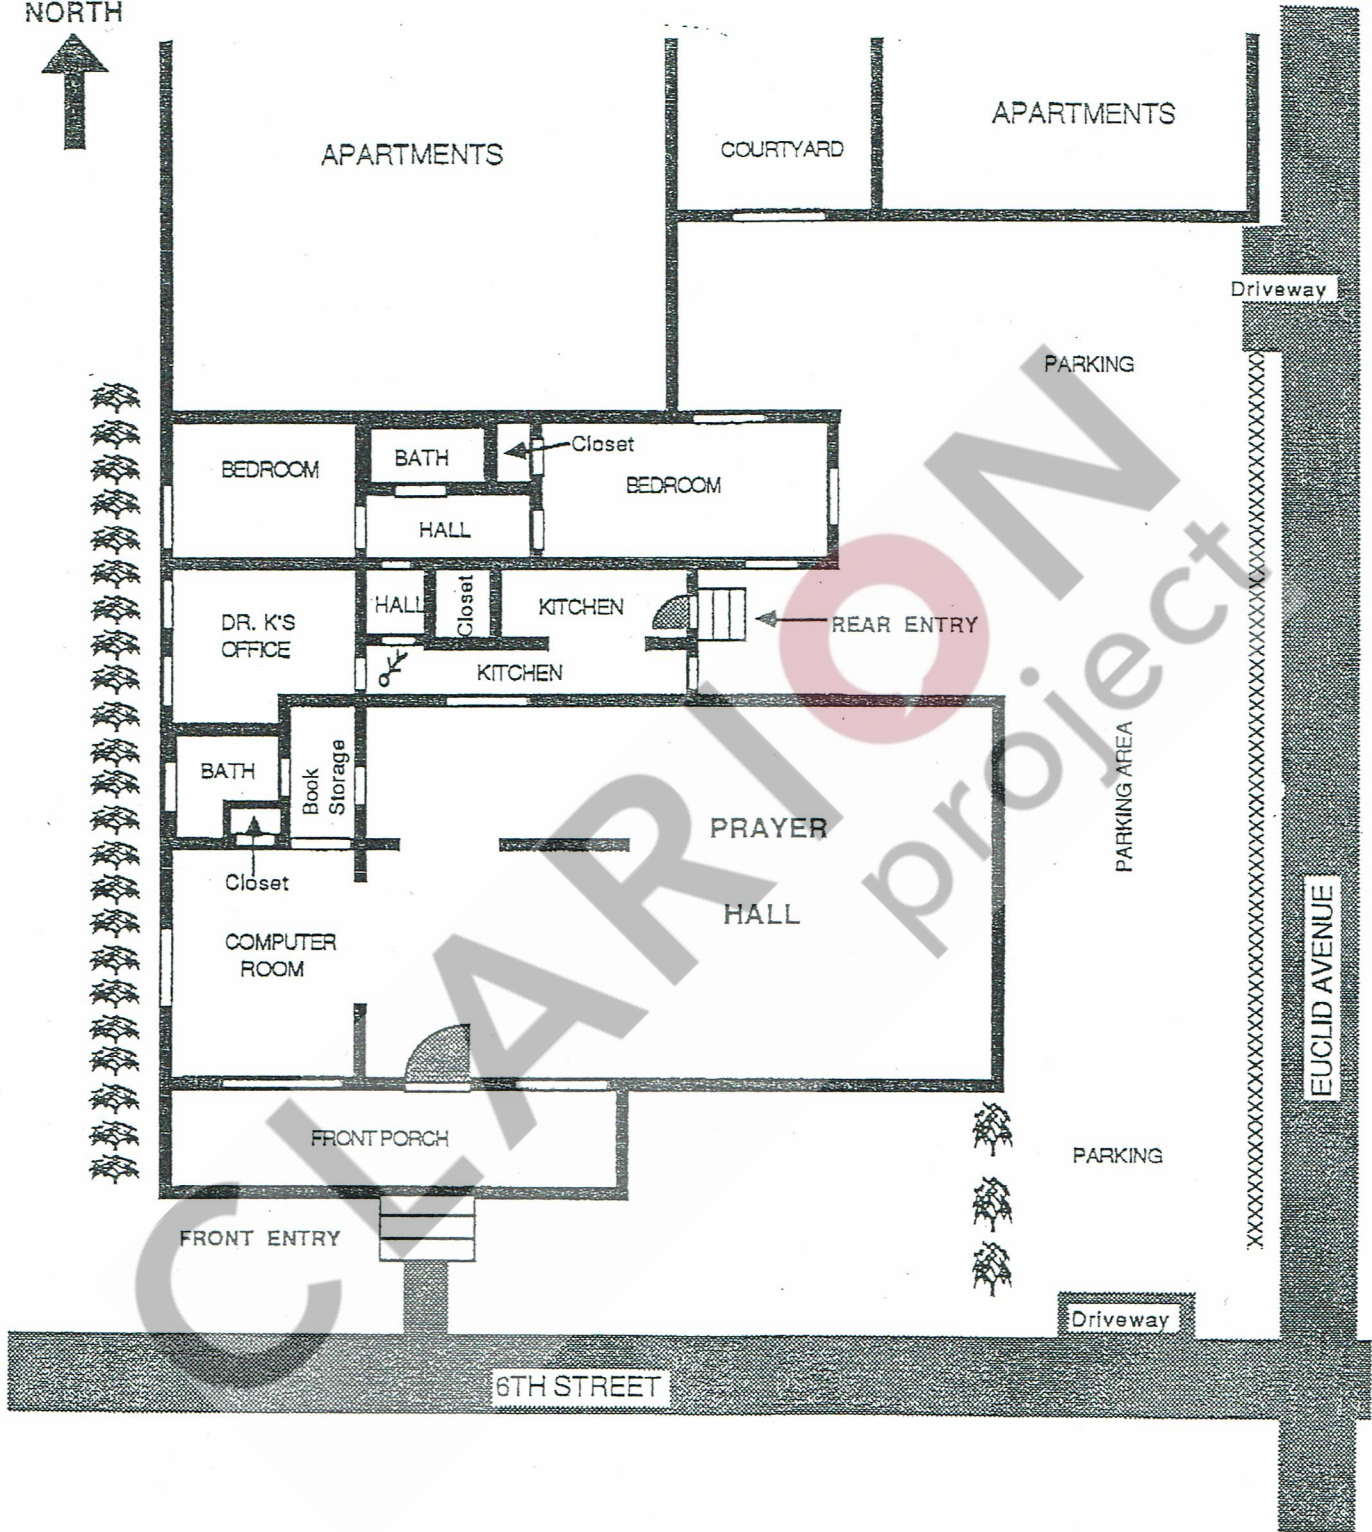 NORTH
APARTMENTS
COURTYARD
APARTMENTS
Driveway
PARKING
BEDROOM
BATH
Closet
BEDROOM
HALL
DR. K'S
OFFICE
HALL
Closet
KITCHEN
REAR ENTRY
KITCHEN
BATH
Book
Storage
PRAYER
HALL
PARKING AREA
Closet
COMPUTER
ROOM
EUCLID AVENUE
FRONT PORCH
PARKING
FRONT ENTRY
Driveway
6TH STREET
CLARION
project